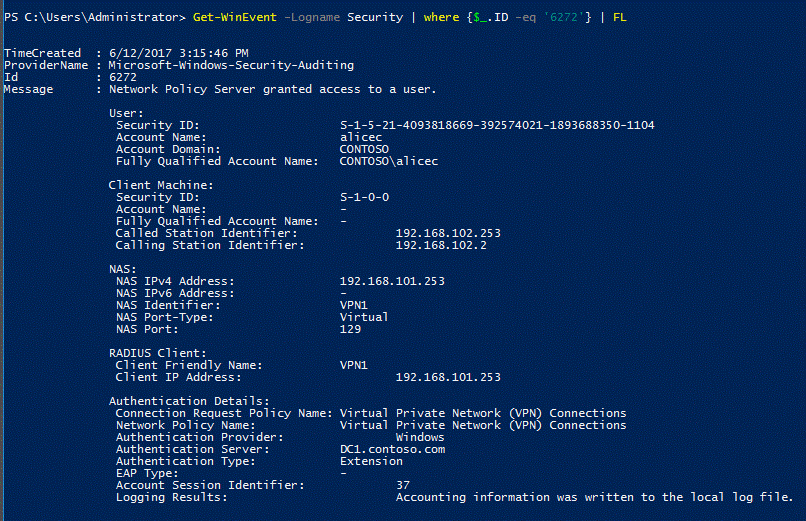 PS C:\Users\Administrator> Get-WinEvent -Logname Security | where {$_.ID -eq '6272'} | FL
TimeCreated : 6/12/2017 3:15:46 PM
ProviderName : Microsoft-Windows-Security-Auditing
Id : 6272
Message : Network Policy Server granted access to a user.
User:
Security ID: S-1-5-21-4093818669-392574021-1893688350-1104
Account Name: alicec
Account Domain: CONTOSO
Fully Qualified Account Name: CONTOSO\alicec
Client Machine:
Security ID: S-1-0-0
Account Name: -
Fully Qualified Account Name: -
Called Station Identifier: 192.168.102.253
Calling Station Identifier: 192.168.102.2
NAS:
NAS IPv4 Address: 192.168.101.253
NAS IPv6 Address: -
NAS Identifier: VPN1
NAS Port-Type: Virtual
NAS Port: 129
RADIUS Client:
Client Friendly Name: VPN1
Client IP Address: 192.168.101.253
Authentication Details:
Connection Request Policy Name: Virtual Private Network (VPN) Connections
Network Policy Name: Virtual Private Network (VPN) Connections
Authentication Provider: Windows
Authentication Server: DC1.contoso.com
Authentication Type: Extension
EAP Type: -
Account Session Identifier: 37
Logging Results: Accounting information was written to the local log file.